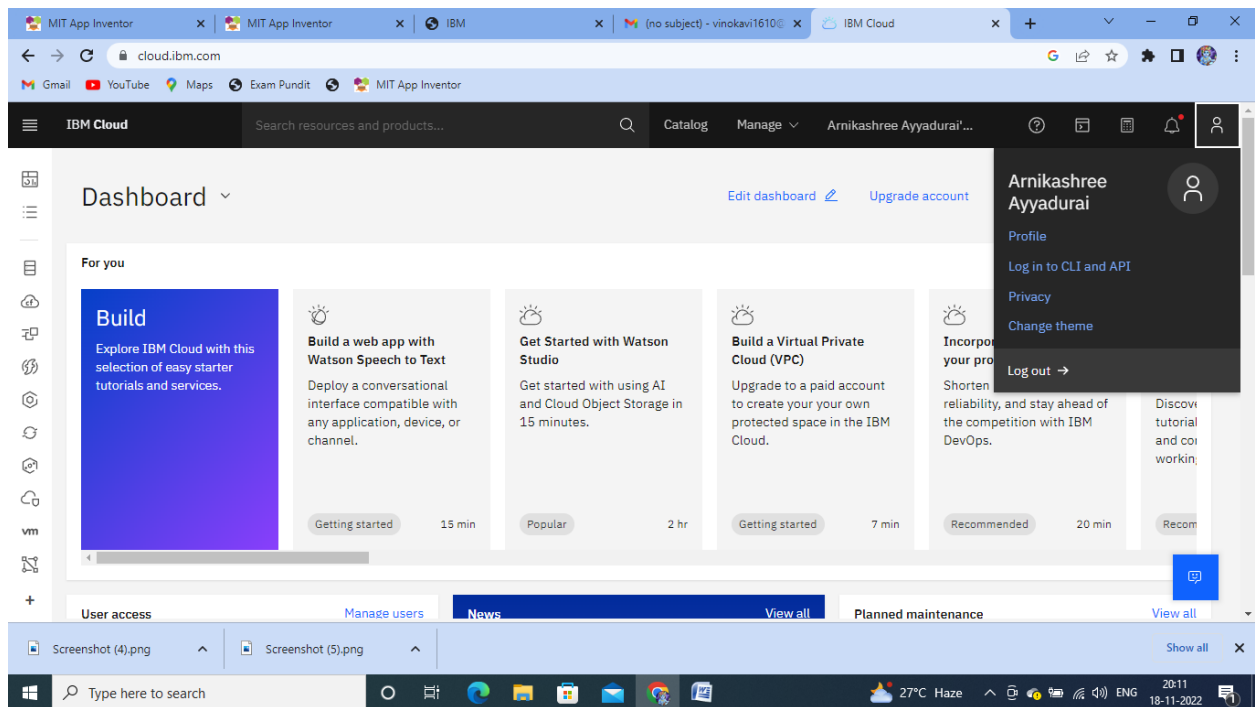 MIT App Inventor
MIT App Inventor
IBM
(no subject) - vinokavi1610@
IBM Cloud
cloud.ibm.com
Gmail
YouTube
Maps
Exam Pundit
MIT App Inventor
IBM Cloud
Search resources and products...
Catalog
Manage
Arnikashree Ayyadurai'...
Dashboard
Edit dashboard
Upgrade account
Arnikashree
Ayyadurai
Profile
Log in to CLI and API
Privacy
Change theme
Log out →
For you
Build
Explore IBM Cloud with this
selection of easy starter
tutorials and services.
Build a web app with
Watson Speech to Text
Deploy a conversational
interface compatible with
any application, device, or
channel.
Getting started
15 min
Get Started with Watson
Studio
Get started with using AI
and Cloud Object Storage in
15 minutes.
Popular
2 hr
Build a Virtual Private
Cloud (VPC)
Upgrade to a paid account
to create your your own
protected space in the IBM
Cloud.
Getting started
7 min
Incorpor
your pro
Shorten
reliability, and stay ahead of
the competition with IBM
DevOps.
Recommended
20 min
Discov
tutorial
and co
working
Recom
vm
User access
Manage users
News
View all
Planned maintenance
View all
Screenshot (4).png
Screenshot (5).png
Show all
Type here to search
27°C Haze
ENG
20:11
18-11-2022